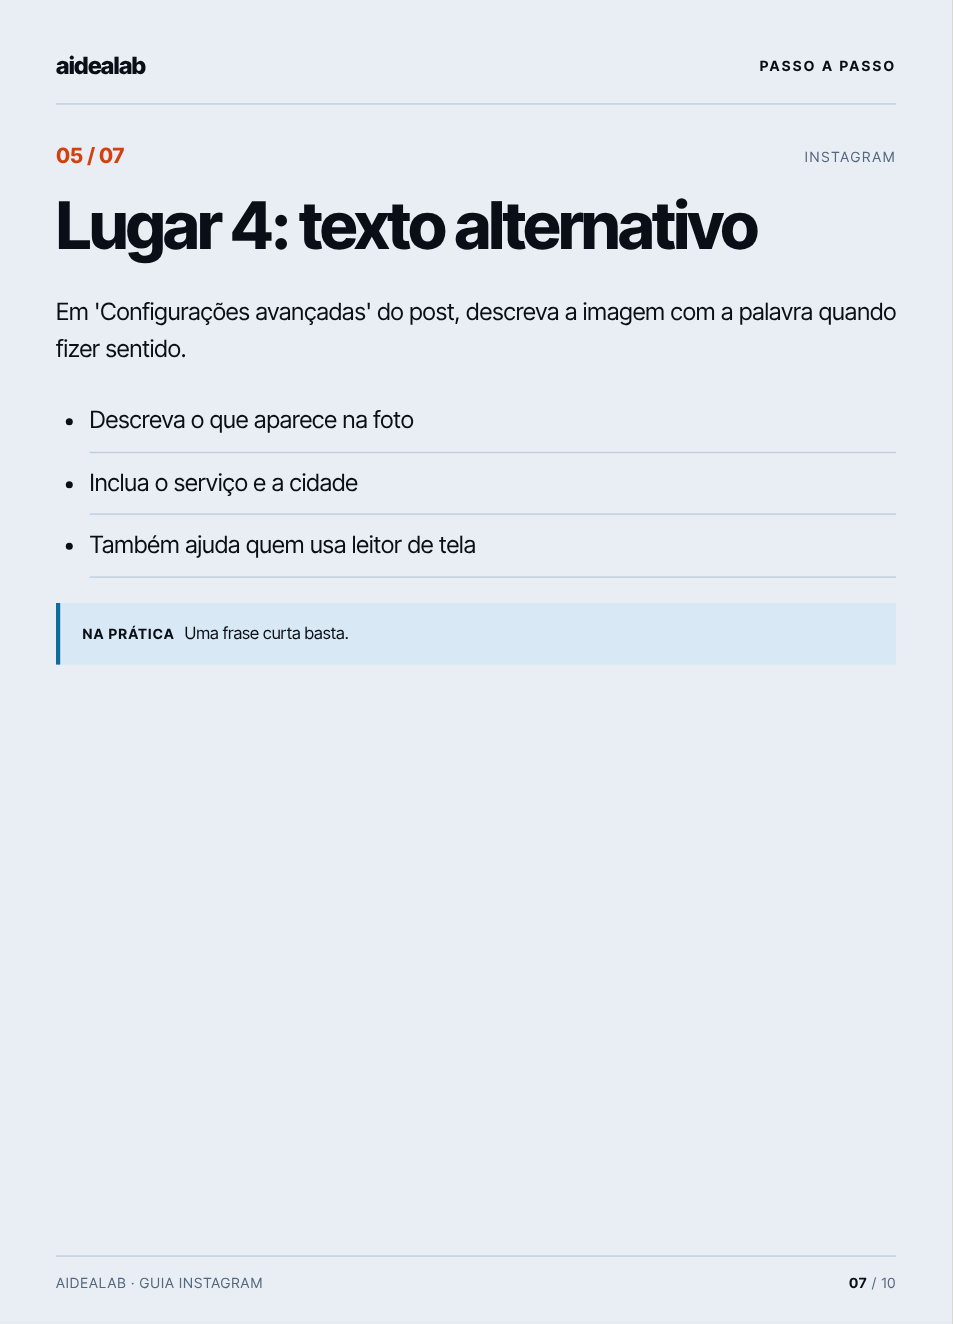 aidealab
PASSO A PASSO
05 / 07
INSTAGRAM
Lugar 4: texto alternativo
Em 'Configurações avançadas' do post, descreva a imagem com a palavra quando
fizer sentido.
• Descreva o que aparece na foto
• Inclua o serviço e a cidade
• Também ajuda quem usa leitor de tela
NA PRÁTICA Uma frase curta basta.
AIDEALAB · GUIA INSTAGRAM
07 / 10